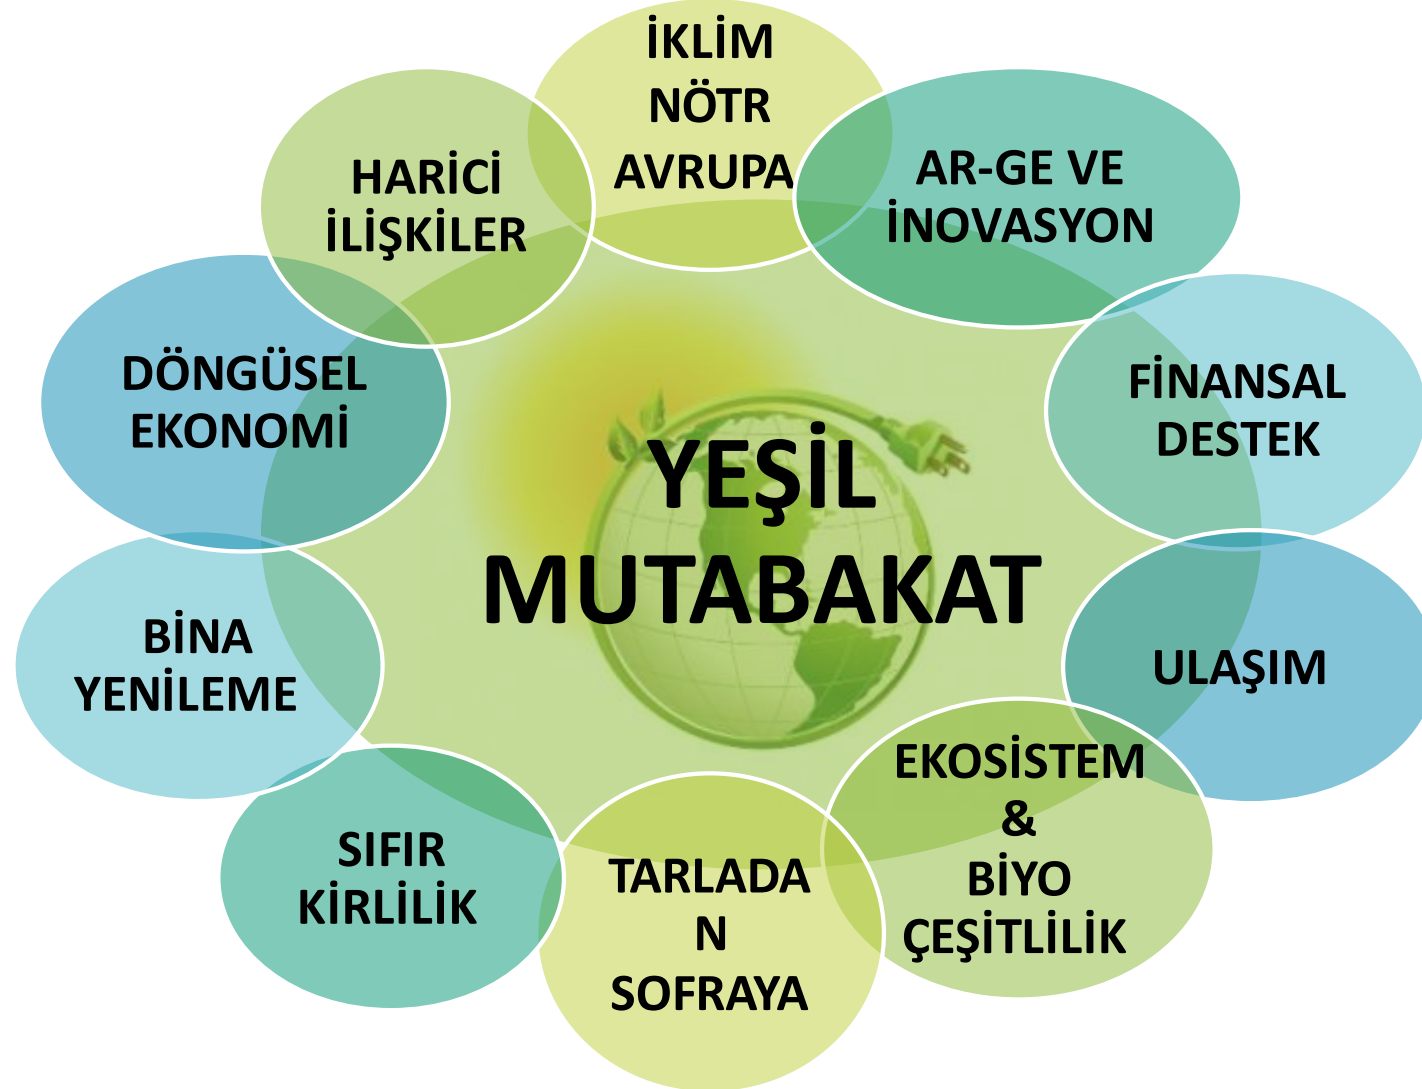 İKLİM
NÖTR
AVRUPA
AR-GE VE
İNOVASYON
FİNANSAL
DESTEK
ULAŞIM
EKOSİSTEM
&
BİYO
ÇEŞİTLİLİK
TARLADA
N
SOFRAYA
SIFIR
KİRLİLİK
BİNA
YENİLEME
DÖNGÜSEL
EKONOMİ
HARİCİ
İLİŞKİLER
YEŞİL
MUTABAKAT